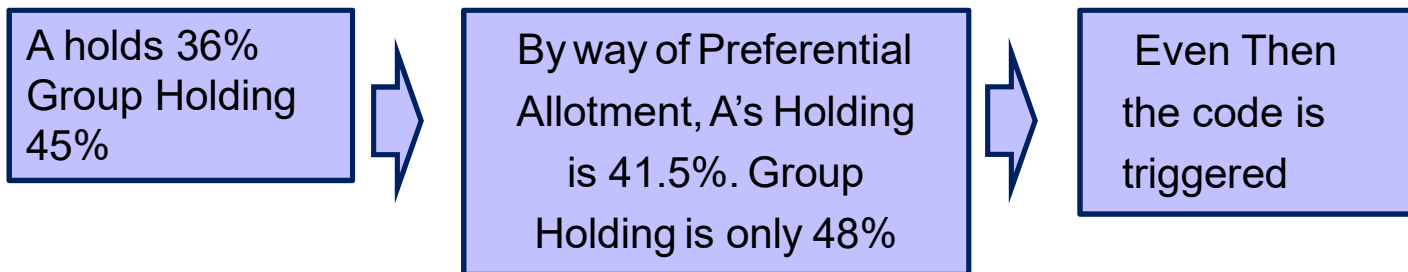 A holds 36%
Group Holding
45%
By way of Preferential
Allotment, A's Holding
is 41.5%. Group
Holding is only 48%
Even Then
the code is
triggered